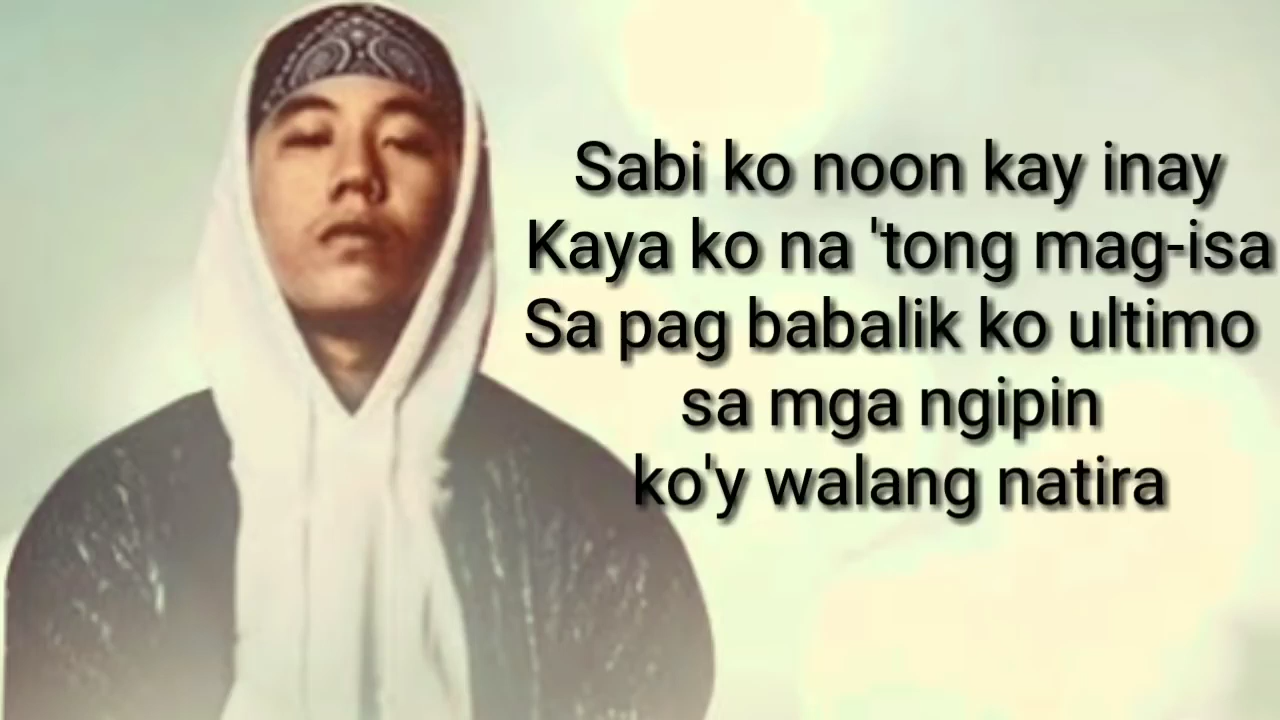 Sabi ko noon kay inay
Kaya ko na 'tong mag-isa
Sa pag babalik ko ultimo
sa mga ngipin
ko'y walang natira